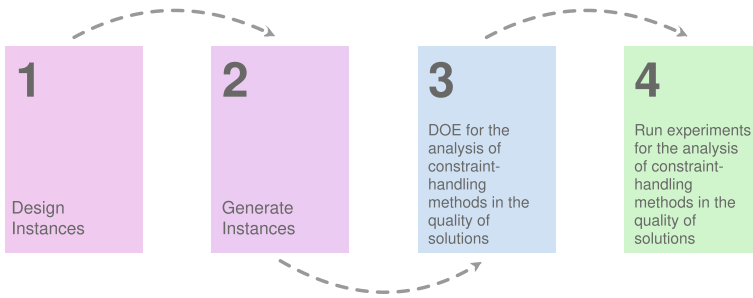 1
Design
Instances
2
Generate
Instances
3
DOE for the
analysis of
constraint-
handling
methods in the
quality of
solutions
4
Run experiments
for the analysis
of constraint-
handling
methods in the
quality of
solutions